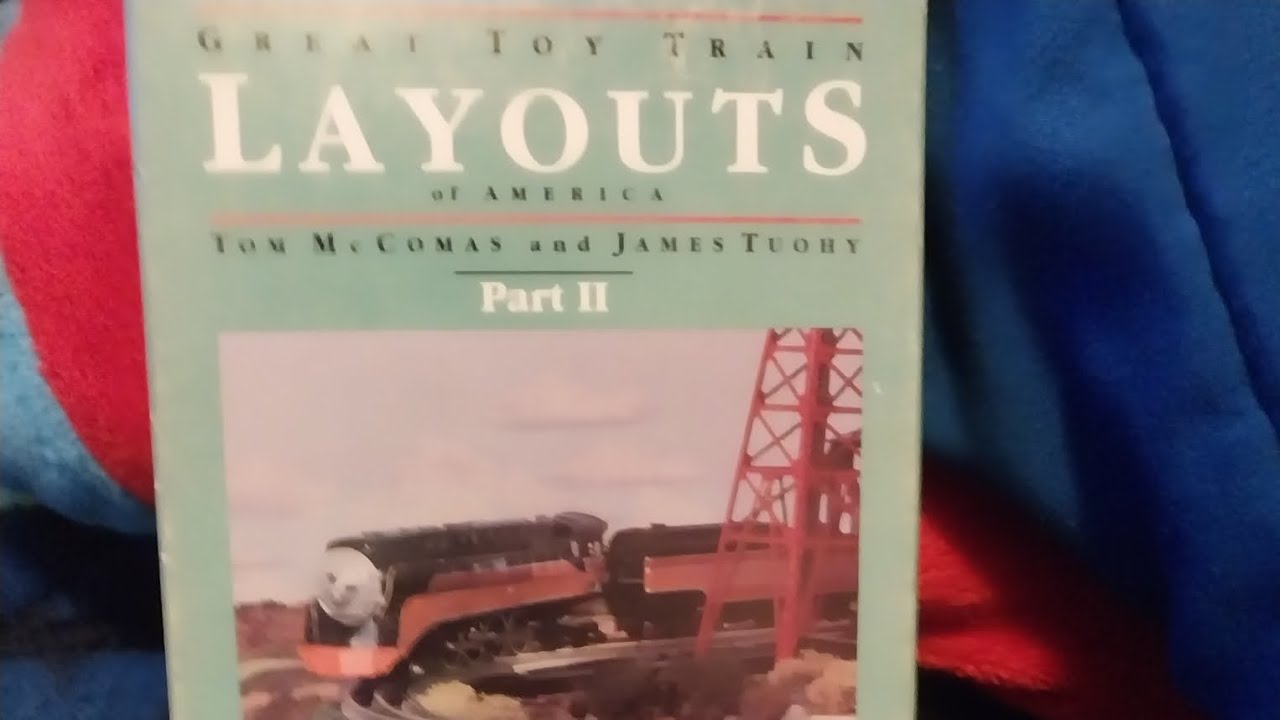 GREAT TOY TRAIN
LAYOUTS
of AMERICA
TOM McCOMAS and JAMES TUOHY
Part II